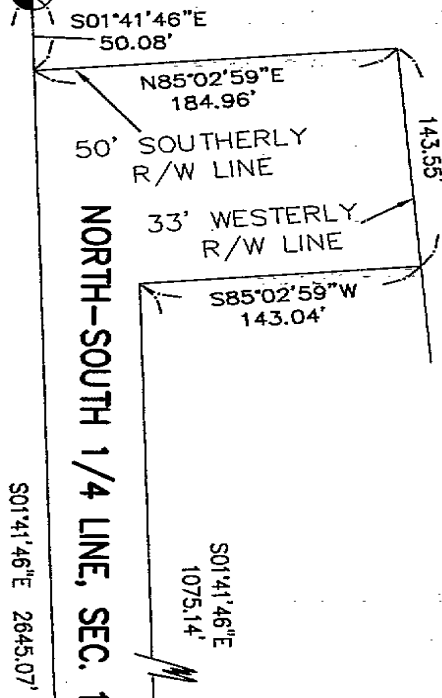 S01°41'46"E
50.08'
N85°02'59"E
184.96'
50' SOUTHERLY
R/W LINE
143.55'
33' WESTERLY
R/W LINE
S85°02'59"W
143.04'
NORTH-SOUTH 1/4 LINE, SEC. 1
S01°41'46"E
1075.14'
S01°41'46"E 2645.07'